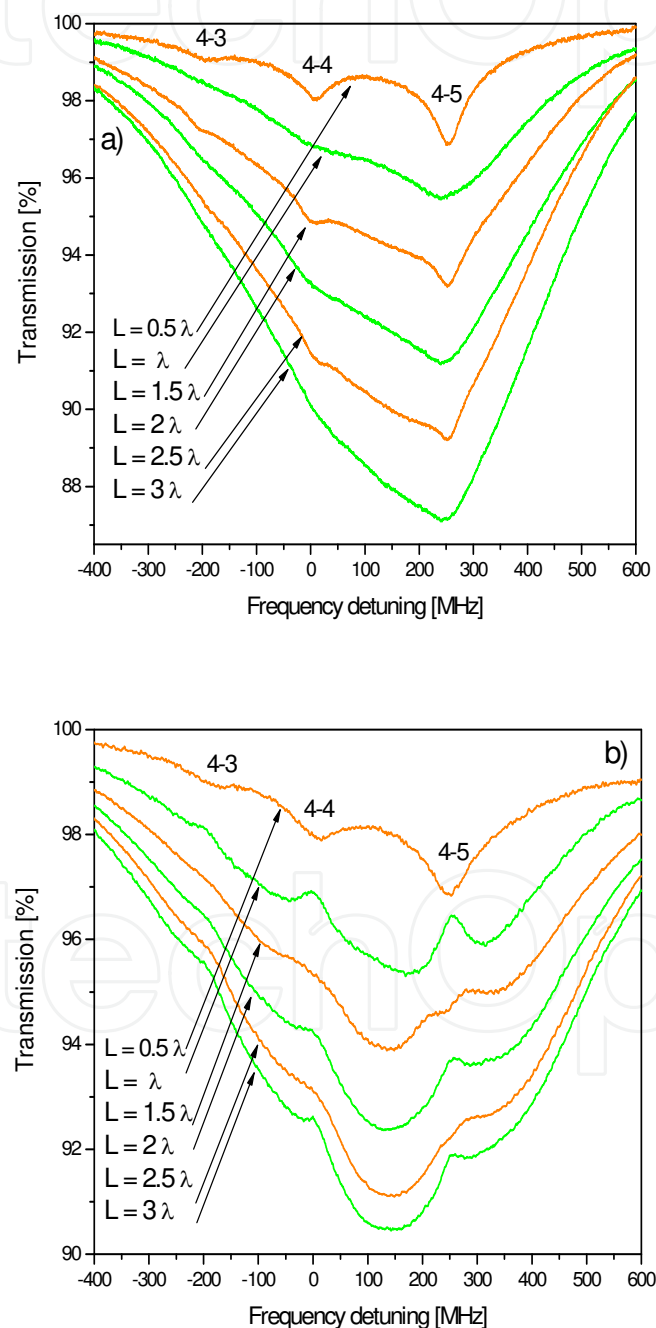 100
98
96
94
92
90
88
Transmission [%]
a)
4-3
4-4
4-5
L = 0.5 λ
L = λ
L = 1.5 λ
L = 2 λ
L = 2.5 λ
L = 3 λ
-400 -300 -200 -100 0 100 200 300 400 500 600
Frequency detuning [MHz]
100
98
96
94
92
90
Transmission [%]
b)
4-3
4-4
4-5
L = 0.5 λ
L = λ
L = 1.5 λ
L = 2 λ
L = 2.5 λ
L = 3 λ
-400 -300 -200 -100 0 100 200 300 400 500 600
Frequency detuning [MHz]